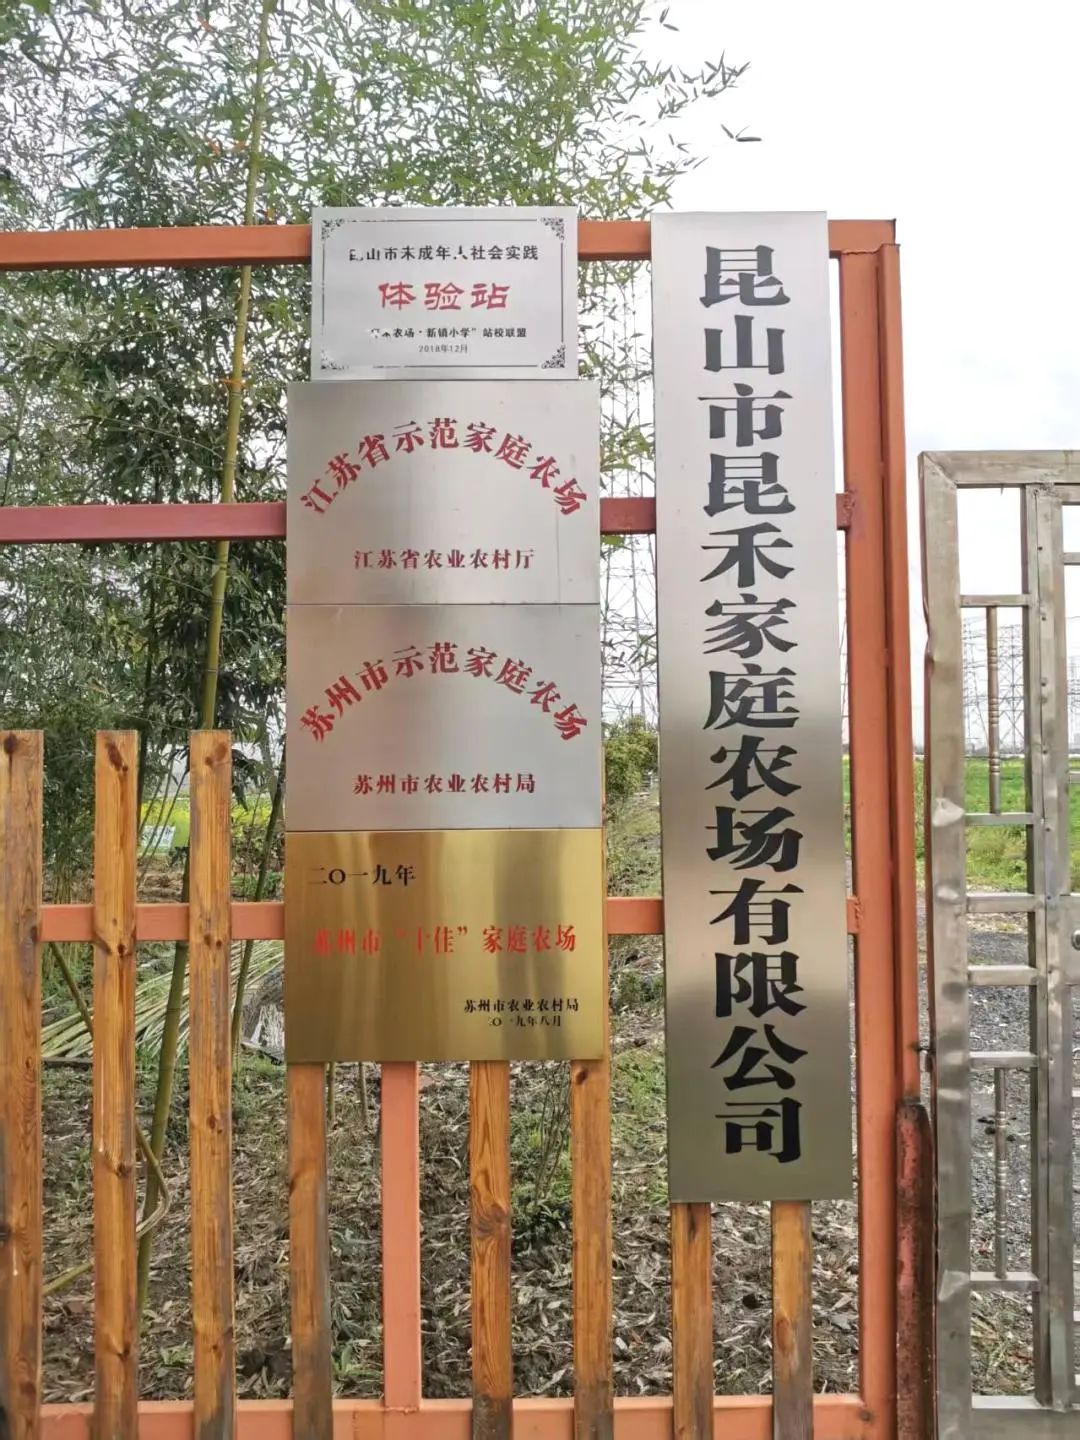 昆山市未成年人社会实践
体验站
禾农场·新镇小学”站校联盟
2018年12月
江苏省示范家庭农场
江苏省农业农村厅
苏州市示范家庭农场
苏州市农业农村局
二〇一九年
苏州市“十佳”家庭农场
苏州市农业农村局
二〇一九年八月
昆山市昆禾家庭农场有限公司